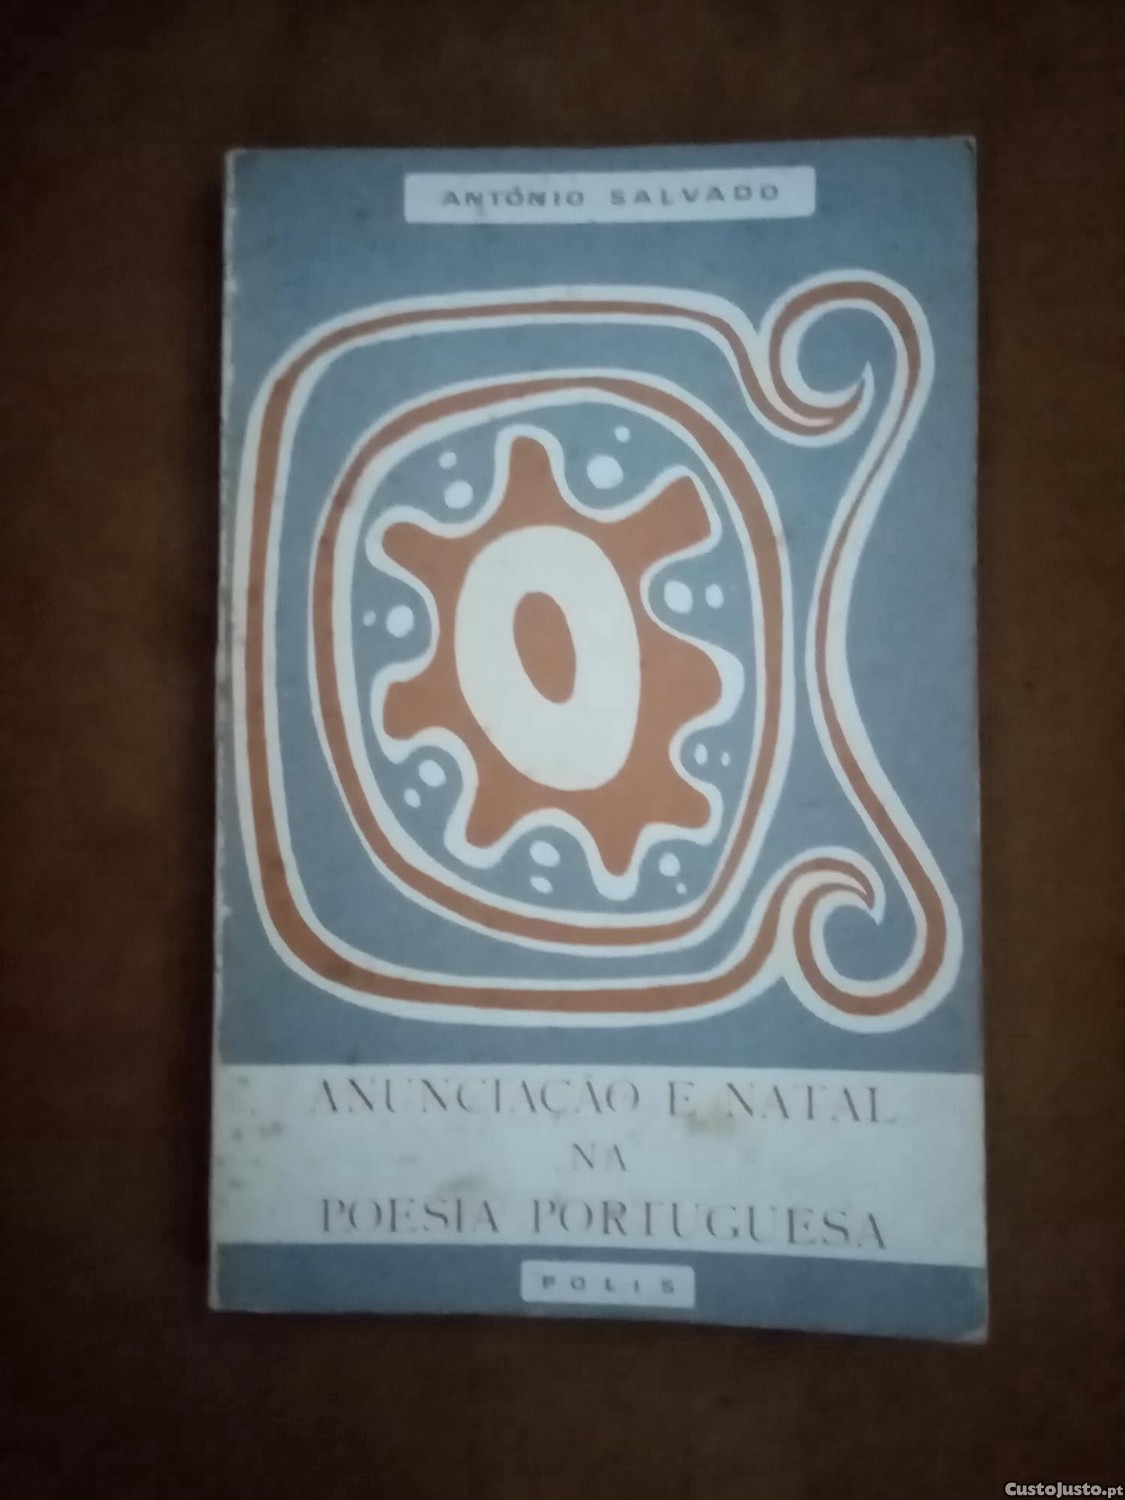 ANTÓNIO SALVADO
ANUNCIAÇÃO E NATAL
NA
POESIA PORTUGUESA
POLIS
CustoJusto.pt